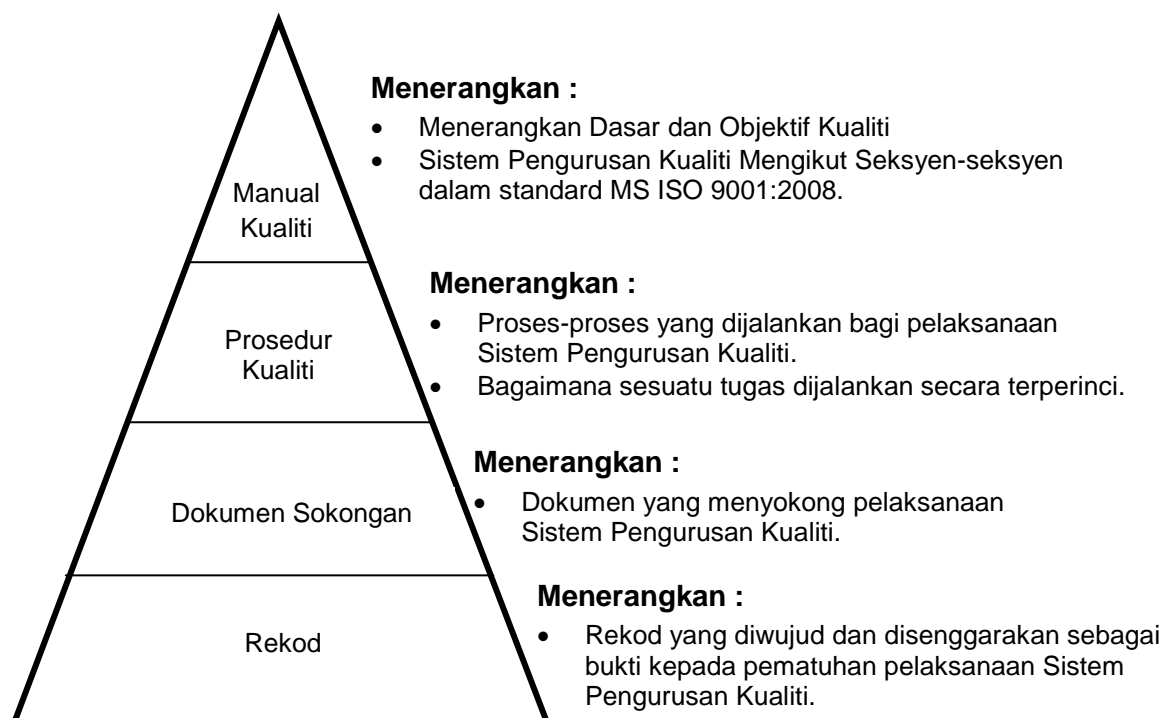 Menerangkan :
• Menerangkan Dasar dan Objektif Kualiti
• Sistem Pengurusan Kualiti Mengikut Seksyen-seksyen
dalam standard MS ISO 9001:2008.
Manual
Kualiti
Menerangkan :
• Proses-proses yang dijalankan bagi pelaksanaan
Sistem Pengurusan Kualiti.
• Bagaimana sesuatu tugas dijalankan secara terperinci.
Prosedur
Kualiti
Menerangkan :
• Dokumen yang menyokong pelaksanaan
Sistem Pengurusan Kualiti.
Dokumen Sokongan
Menerangkan :
• Rekod yang diwujud dan disenggarakan sebagai
bukti kepada pematuhan pelaksanaan Sistem
Pengurusan Kualiti.
Rekod